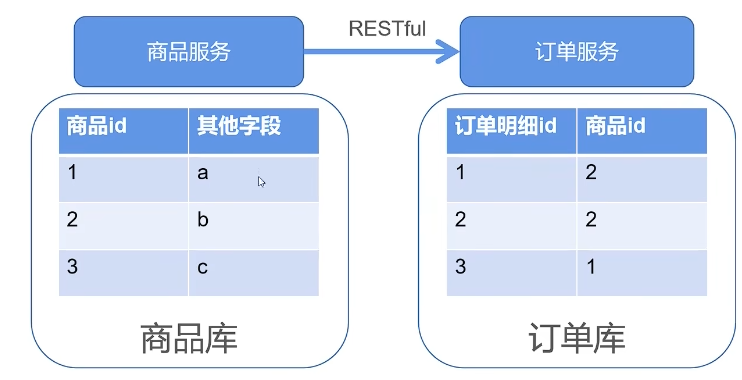 RESTful
商品服务
订单服务
商品id 其他字段
1 a
2 b
3 c
商品库
订单明细id 商品id
1 2
2 2
3 1
订单库